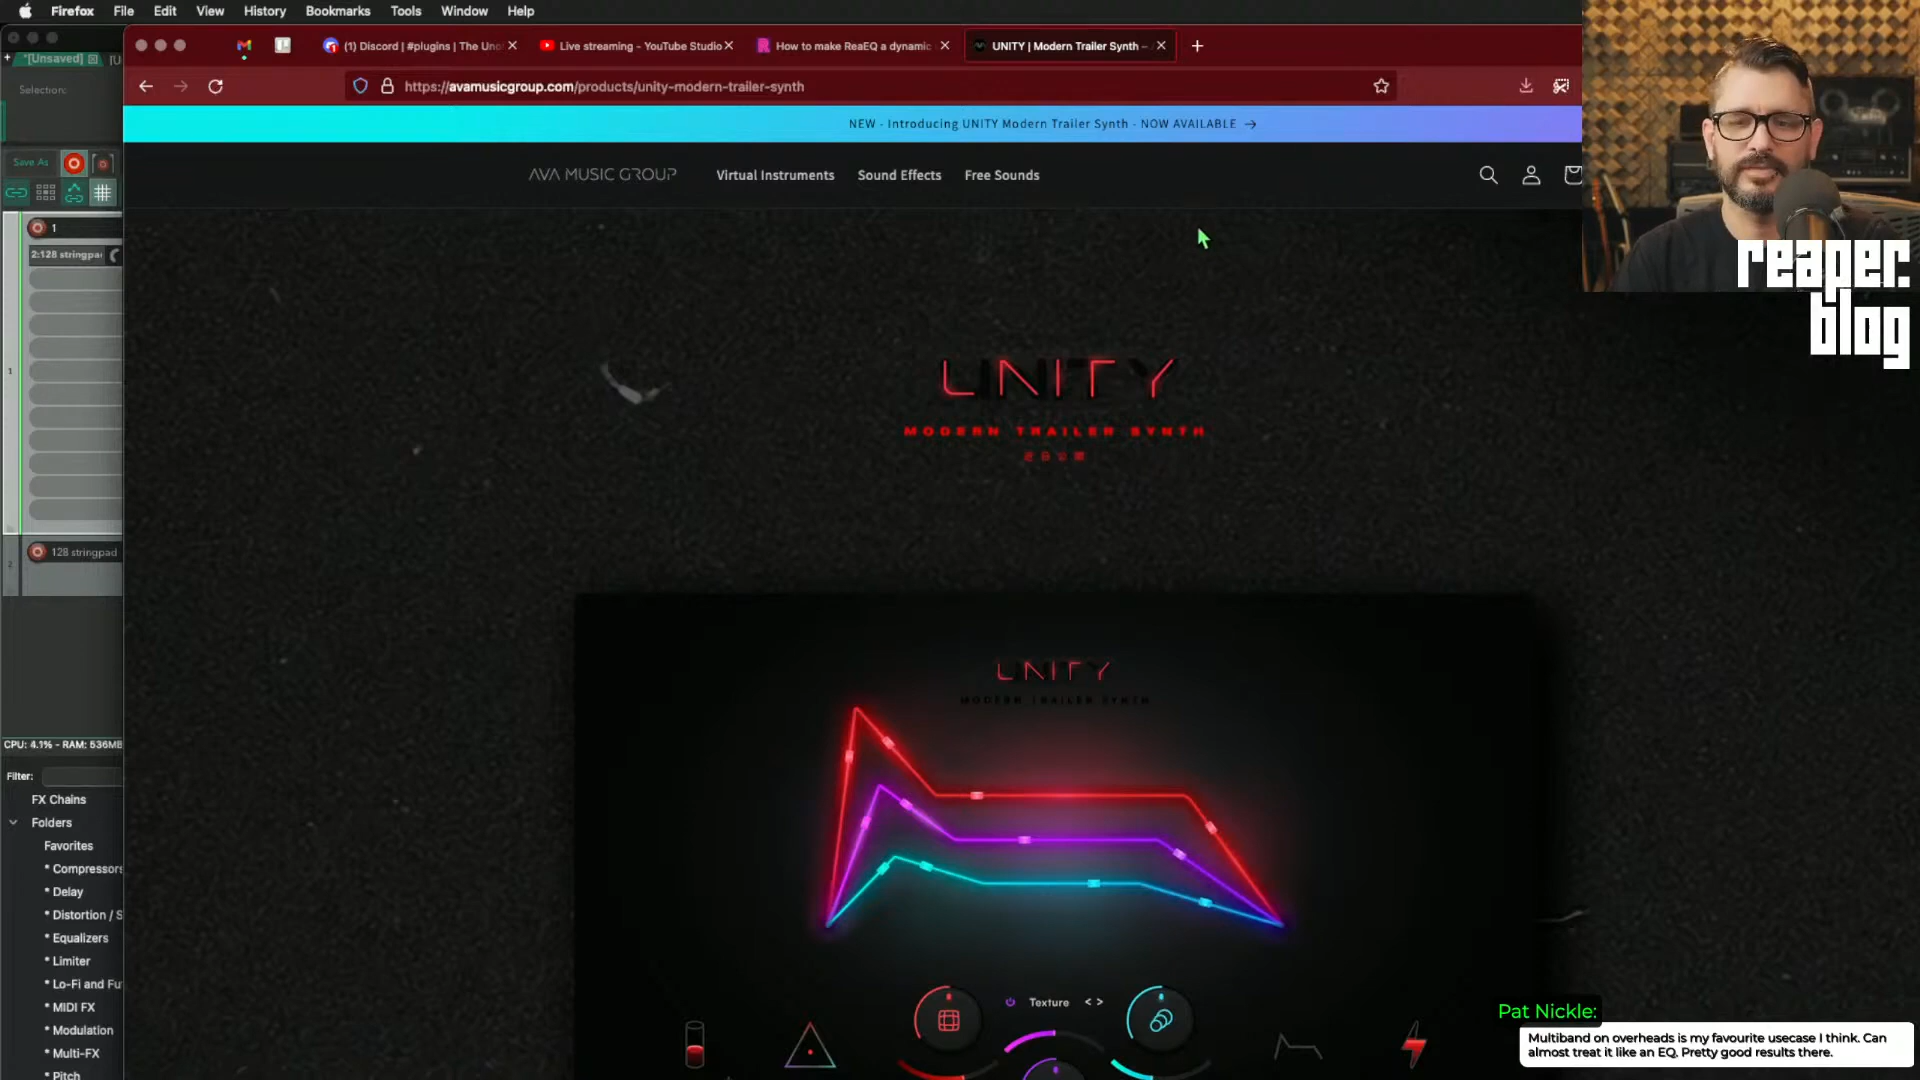 Firefox File Edit View History Bookmarks Tools Window Help
*[Unsaved]
(1) Discord | #plugins | The Uno
Live streaming - YouTube Studio
How to make ReaEQ a dynamic
UNITY | Modern Trailer Synth –
Selection:
https://avamusicgroup.com/products/unity-modern-trailer-synth
NEW - Introducing UNITY Modern Trailer Synth - NOW AVAILABLE →
Save As
AVA MUSIC GROUP
Virtual Instruments Sound Effects Free Sounds
1
2:128 stringpa
reaper.
blog
UNITY
MODERN TRAILER SYNTH
1
128 stringpad
2
UNITY
MODERN TRAILER SYNTH
CPU: 4.1% - RAM: 536MB
Filter:
FX Chains
Folders
Favorites
* Compressors
* Delay
* Distortion / S
* Equalizers
* Limiter
* Lo-Fi and Fu
* MIDI FX
* Modulation
* Multi-FX
* Pitch
Texture < >
Pat Nickle:
Multiband on overheads is my favourite usecase I think. Can
almost treat it like an EQ. Pretty good results there.